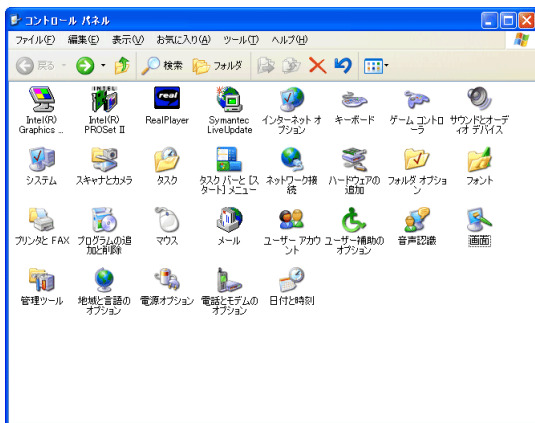 コントロール パネル
ファイル(F) 編集(E) 表示(V) お気に入り(A) ツール(T) ヘルプ(H)
戻る 検索 フォルダ
Intel(R) Graphics ...
Intel(R) PROSet II
RealPlayer
Symantec LiveUpdate
インターネット オプション
キーボード
ゲーム コントローラ
サウンドとオーディオ デバイス
システム
スキャナとカメラ
タスク
タスク バーと [スタート] メニュー
ネットワーク接続
ハードウェアの追加
フォルダ オプション
フォント
プリンタと FAX
プログラムの追加と削除
マウス
メール
ユーザー アカウント
ユーザー補助のオプション
音声認識
画面
管理ツール
地域と言語のオプション
電源オプション
電話とモデムのオプション
日付と時刻